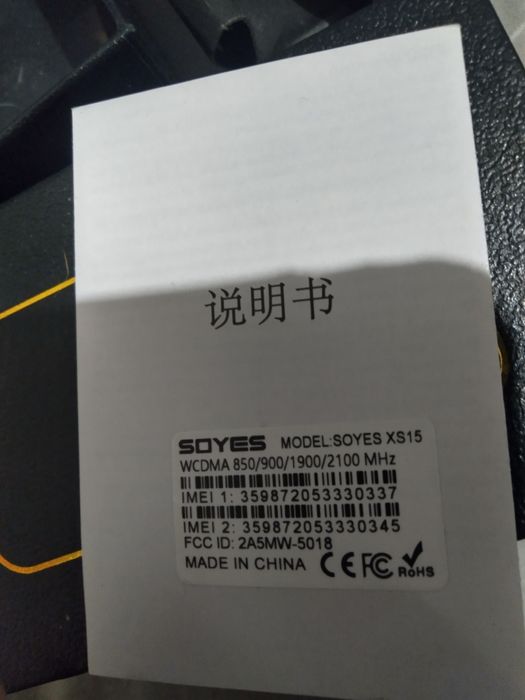 说明书
SOYES MODEL:SOYES XS15
WCDMA 850/900/1900/2100 MHz
IMEI 1: 359872053330337
IMEI 2: 359872053330345
FCC ID: 2A5MW-5018
MADE IN CHINA CE FC RoHS